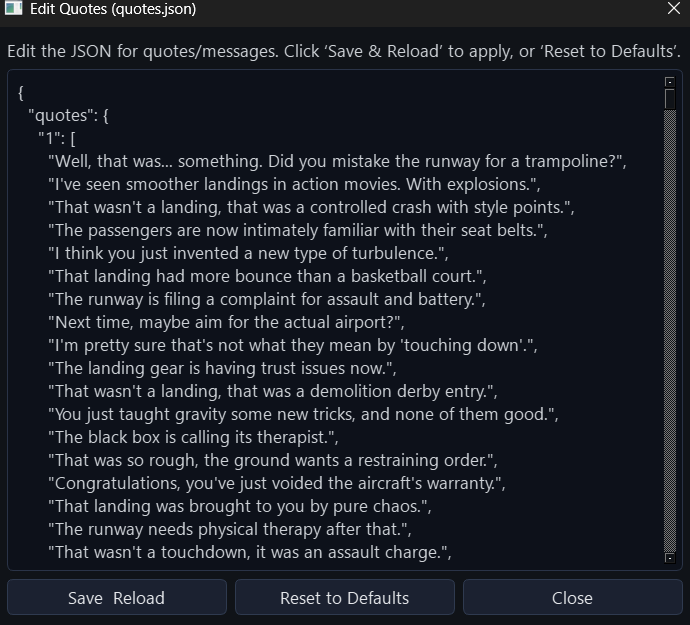 Edit Quotes (quotes.json)
Edit the JSON for quotes/messages. Click ‘Save & Reload’ to apply, or ‘Reset to Defaults’.
{
"quotes": {
"1": [
"Well, that was... something. Did you mistake the runway for a trampoline?",
"I've seen smoother landings in action movies. With explosions.",
"That wasn't a landing, that was a controlled crash with style points.",
"The passengers are now intimately familiar with their seat belts.",
"I think you just invented a new type of turbulence.",
"That landing had more bounce than a basketball court.",
"The runway is filing a complaint for assault and battery.",
"Next time, maybe aim for the actual airport?",
"I'm pretty sure that's not what they mean by 'touching down'.",
"The landing gear is having trust issues now.",
"That wasn't a landing, that was a demolition derby entry.",
"You just taught gravity some new tricks, and none of them good.",
"The black box is calling its therapist.",
"That was so rough, the ground wants a restraining order.",
"Congratulations, you've just voided the aircraft's warranty.",
"That landing was brought to you by pure chaos.",
"The runway needs physical therapy after that.",
"That wasn't a touchdown, it was an assault charge.",
Save  Reload
Reset to Defaults
Close